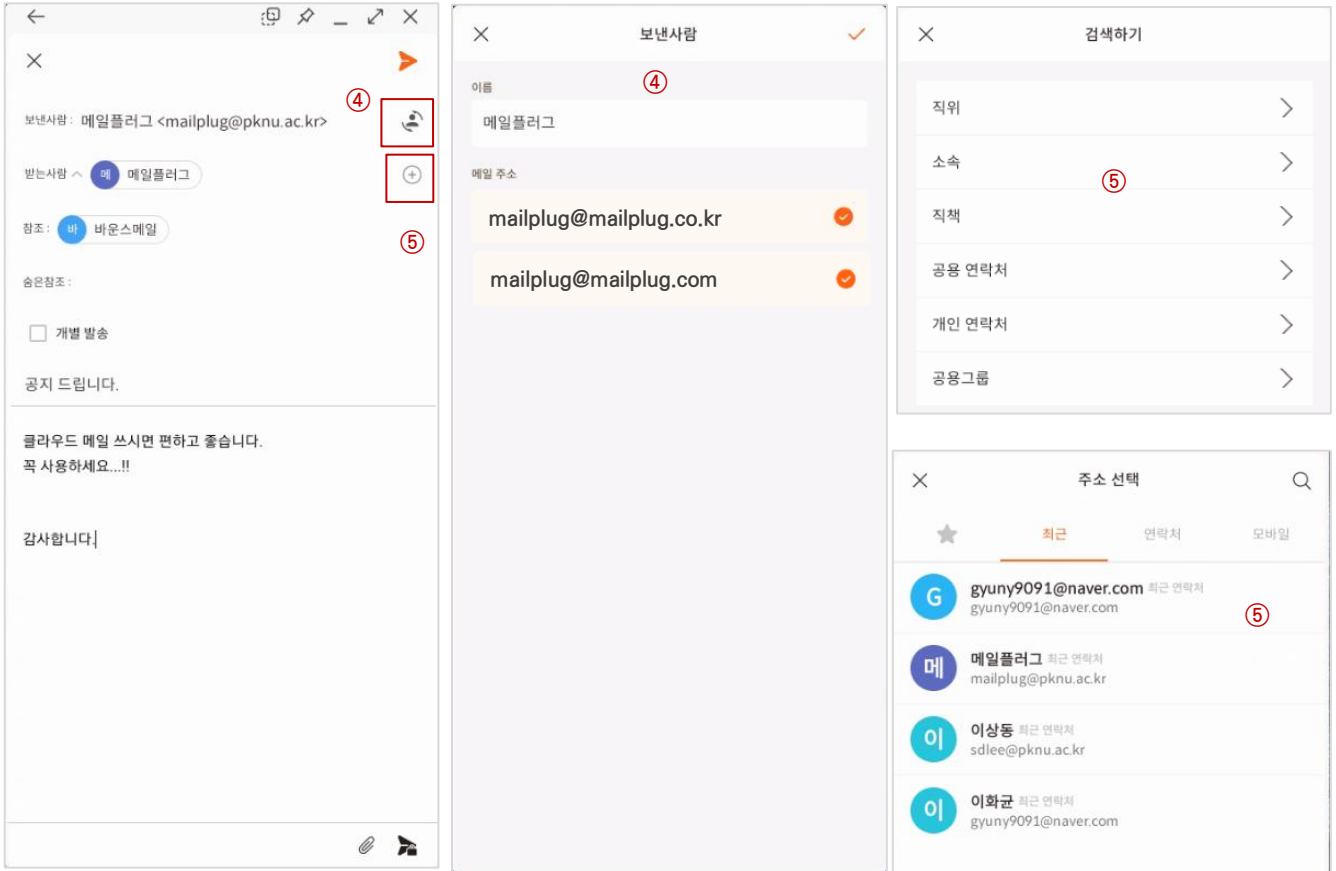 ④
보낸사람 : 메일플러그 <mailplug@pknu.ac.kr>
받는사람 메 메일플러그
참조 : 바 바운스메일
⑤
숨은참조 :
개별 발송
공지 드립니다.
클라우드 메일 쓰시면 편하고 좋습니다.
꼭 사용하세요...!!
감사합니다.
보낸사람
④
이름
메일플러그
메일 주소
mailplug@mailplug.co.kr
mailplug@mailplug.com
검색하기
직위
소속
⑤
직책
공용 연락처
개인 연락처
공용그룹
주소 선택
최근 연락처 모바일
G gyuny9091@naver.com 최근 연락처
gyuny9091@naver.com
⑤
메 메일플러그 최근 연락처
mailplug@pknu.ac.kr
이 이상동 최근 연락처
sdlee@pknu.ac.kr
이 이화균 최근 연락처
gyuny9091@naver.com